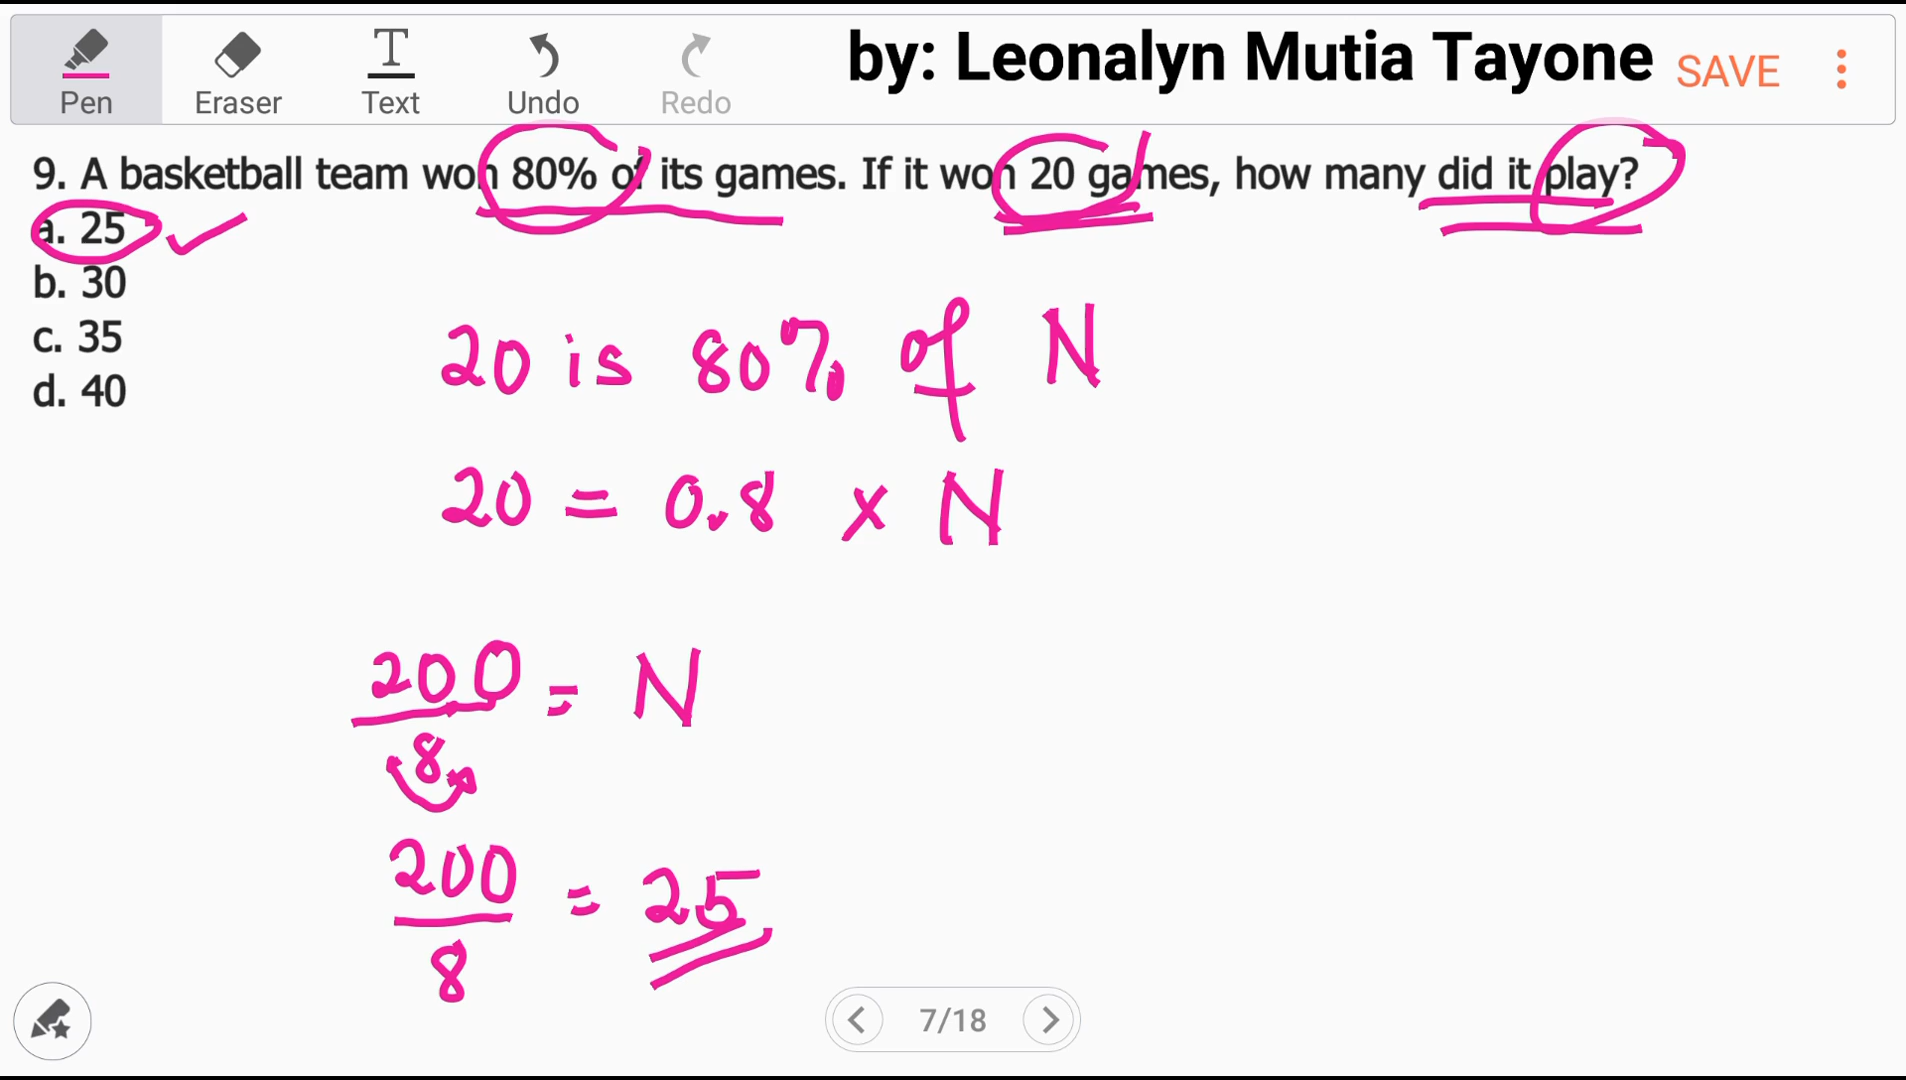 Pen
Eraser
Text
Undo
Redo
by: Leonalyn Mutia Tayone
SAVE
9. A basketball team won 80% of its games. If it won 20 games, how many did it play?
a. 25
b. 30
c. 35
d. 40
20 is 80% of N
20 = 0.8 x N
200 = N
8
200 = 25
8
7/18